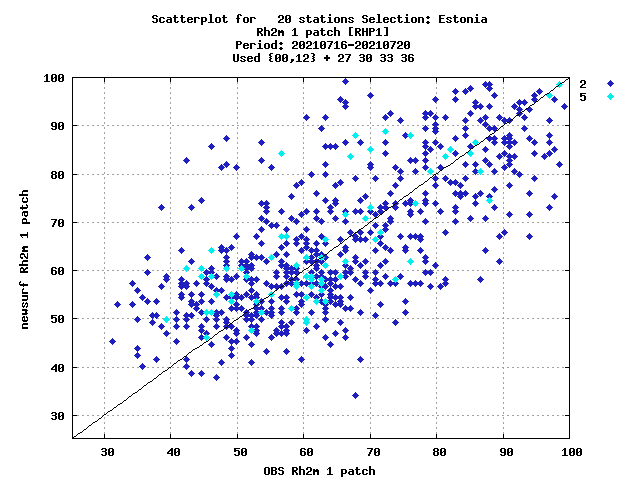 Scatterplot for   20 stations Selection: Estonia
Rh2m 1 patch [RHP1]
Period: 20210716-20210720
Used {00,12} + 27 30 33 36
2
5
100
90
80
70
60
50
40
30
newsurf Rh2m 1 patch
30 40 50 60 70 80 90 100
OBS Rh2m 1 patch